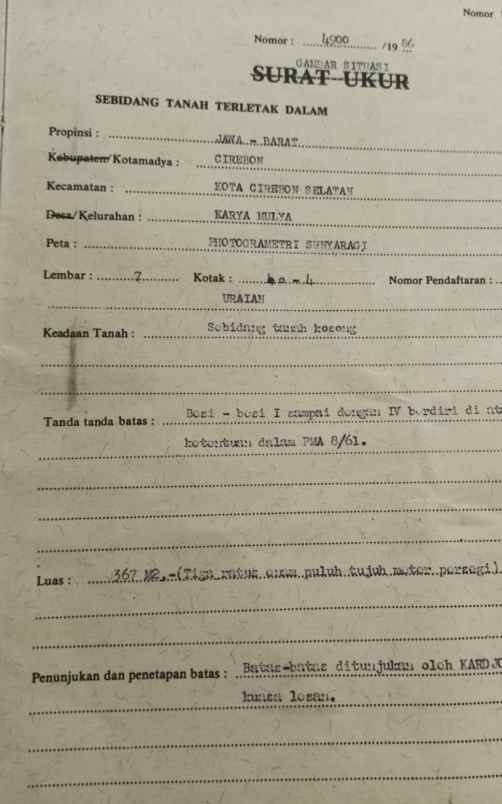 Nomor
Nomor : 4900 /19 86
GAMBAR SITUASI
SURAT UKUR
SEBIDANG TANAH TERLETAK DALAM
Propinsi : JAWA - BARAT
Kabupaten/Kotamadya : CIREBON
Kecamatan : KOTA CIREBON SELATAN
Desa/Kelurahan : KARYA MULYA
Peta : PHOTOGRAMETRI SUNYARAGI
Lembar : 7 Kotak : Nomor Pendaftaran :
URAIAN
Keadaan Tanah : Sebidang tanah kosong
Tanda tanda batas : Besi - besi I sampai dengan IV berdiri di at
ketentuan dalam PMA 8/61.
Luas : 367 M2.-(Tiga ratus enam puluh tujuh meter persegi)
Penunjukan dan penetapan batas : Batas-batas ditunjukan oleh KARDJO
kuasa lesan.